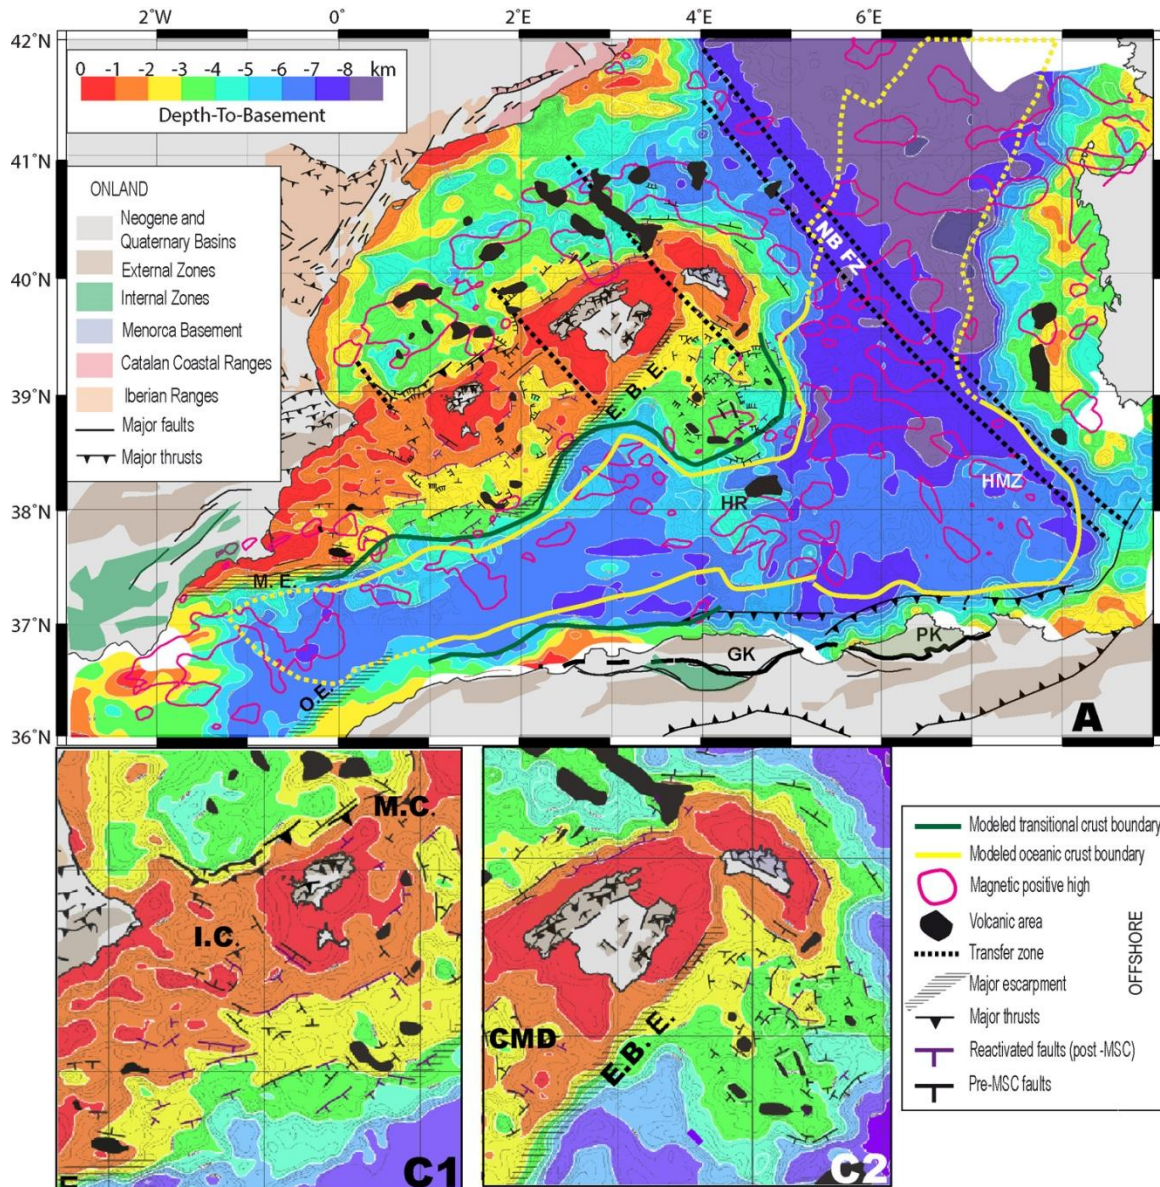 2°W 0° 2°E 4°E 6°E
42°N
0 -1 -2 -3 -4 -5 -6 -7 -8 km
Depth-To-Basement
41°N
ONLAND
Neogene and
Quaternary Basins
External Zones
Internal Zones
Menorca Basement
Catalan Coastal Ranges
Iberian Ranges
Major faults
Major thrusts
NB FZ
40°N
39°N
E. B. E.
HR
HMZ
38°N
M. E.
37°N
PK
GK
O.E.
36°N
A
M.C.
I.C.
E
C1
CMD
E.B.E.
C2
Modeled transitional crust boundary
Modeled oceanic crust boundary
Magnetic positive high
Volcanic area
Transfer zone
Major escarpment
Major thrusts
Reactivated faults (post -MSC)
Pre-MSC faults
OFFSHORE